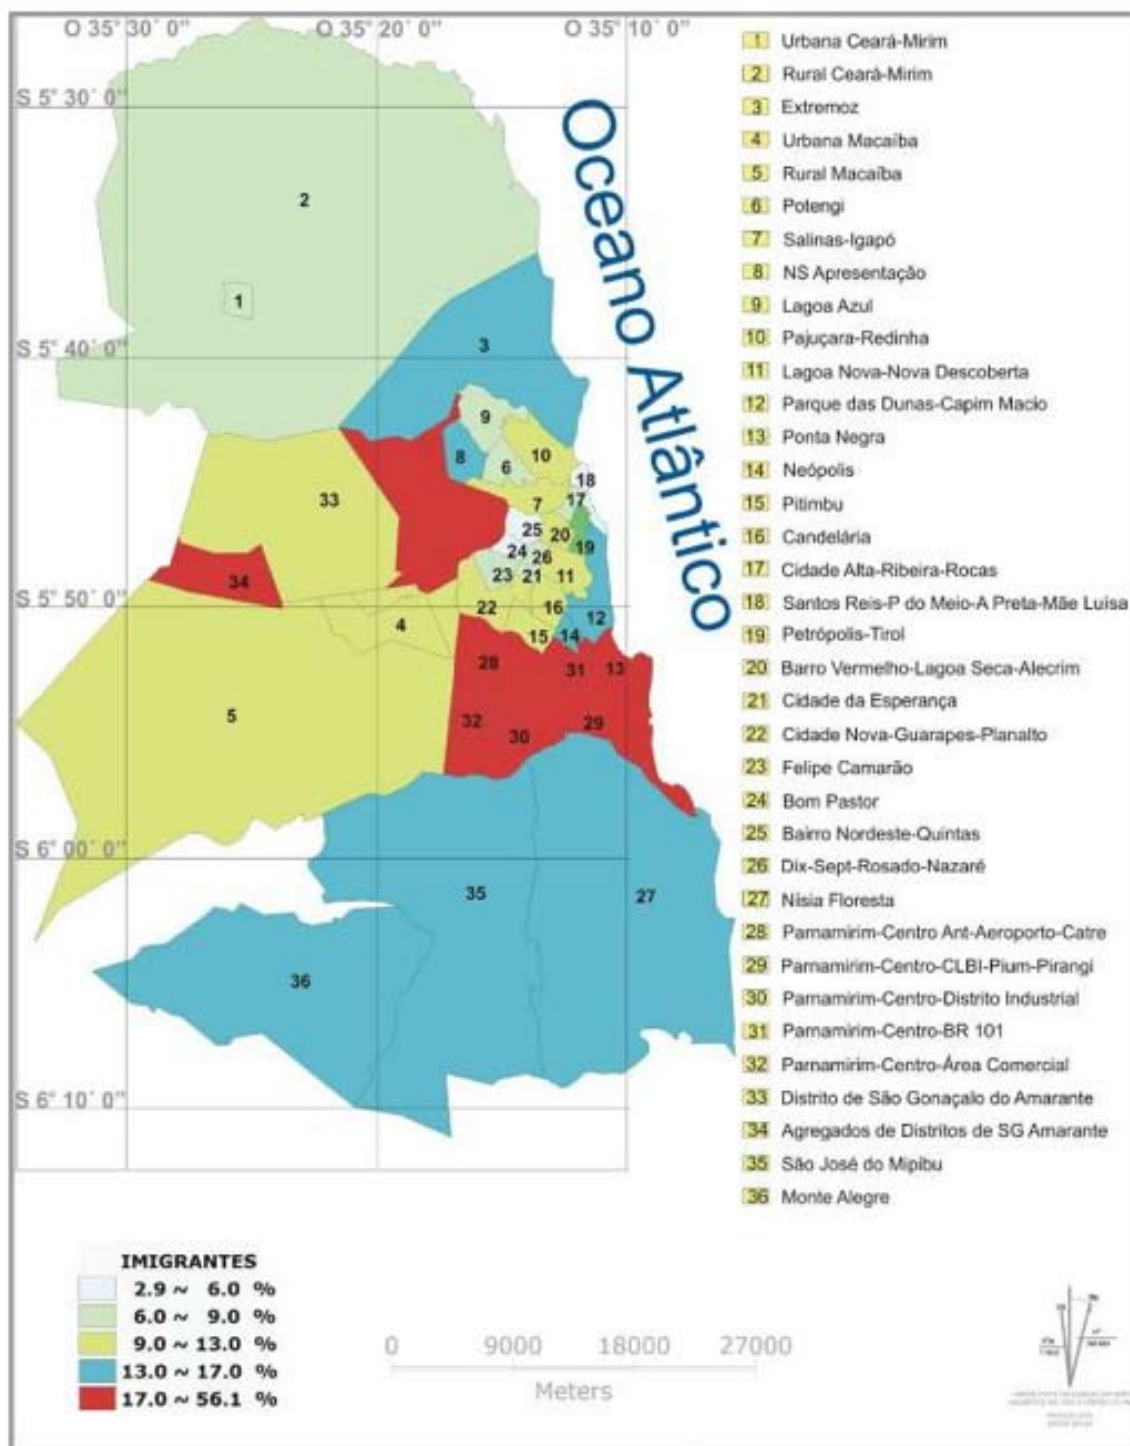 O 35° 30´ 0"
O 35° 20´ 0"
O 35° 10´ 0"
S 5° 30´ 0"
S 5° 40´ 0"
S 5° 50´ 0"
S 6° 00´ 0"
S 6° 10´ 0"
Oceano Atlântico
2
1
3
9
8
10
6
18
33
7
17
25
20
24
26
19
34
23
21
11
4
22
16
12
15
14
28
31
13
5
32
30
29
35
27
36
1 Urbana Ceará-Mirim
2 Rural Ceará-Mirim
3 Extremoz
4 Urbana Macaíba
5 Rural Macaíba
6 Potengi
7 Salinas-Igapó
8 NS Apresentação
9 Lagoa Azul
10 Pajuçara-Redinha
11 Lagoa Nova-Nova Descoberta
12 Parque das Dunas-Capim Macio
13 Ponta Negra
14 Neópolis
15 Pitimbu
16 Candelária
17 Cidade Alta-Ribeira-Rocas
18 Santos Reis-P do Meio-A Preta-Mãe Luisa
19 Petrópolis-Tirol
20 Barro Vermelho-Lagoa Seca-Alecrim
21 Cidade da Esperança
22 Cidade Nova-Guarapes-Planalto
23 Felipe Camarão
24 Bom Pastor
25 Bairro Nordeste-Quintas
26 Dix-Sept-Rosado-Nazaré
27 Nísia Floresta
28 Parnamirim-Centro Ant-Aeroporto-Catre
29 Parnamirim-Centro-CLBI-Pium-Pirangi
30 Parnamirim-Centro-Distrito Industrial
31 Parnamirim-Centro-BR 101
32 Parnamirim-Centro-Área Comercial
33 Distrito de São Gonaçalo do Amarante
34 Agregados de Distritos de SG Amarante
35 São José do Mipibu
36 Monte Alegre
IMIGRANTES
2.9 ~ 6.0 %
6.0 ~ 9.0 %
9.0 ~ 13.0 %
13.0 ~ 17.0 %
17.0 ~ 56.1 %
0 9000 18000 27000
Meters